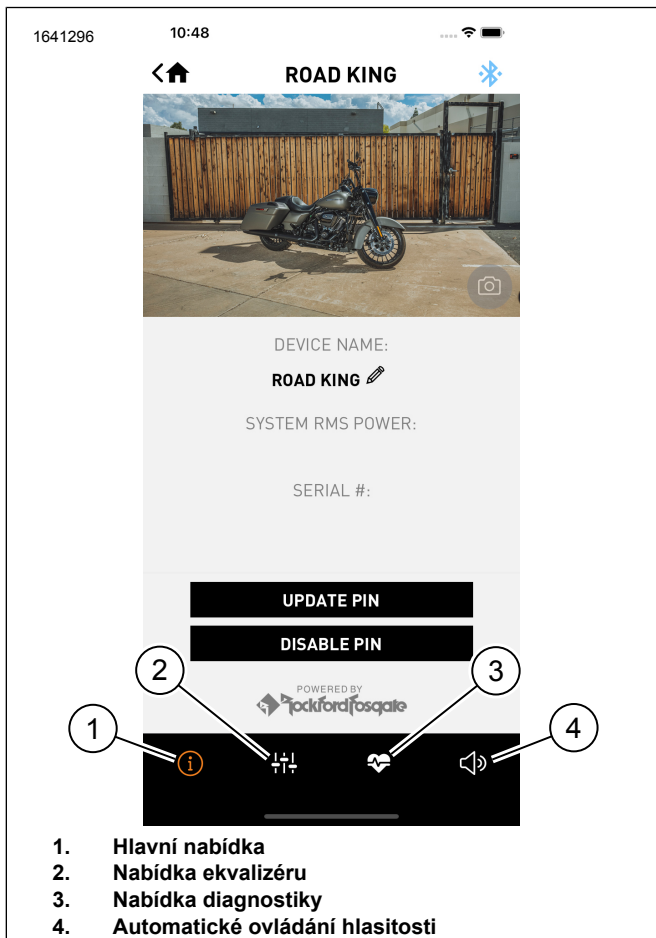 1641296
10:48
ROAD KING
DEVICE NAME:
ROAD KING
SYSTEM RMS POWER:
SERIAL #:
UPDATE PIN
DISABLE PIN
POWERED BY
Rockford Fosgate
1
2
3
4
1. Hlavní nabídka
2. Nabídka ekvalizéru
3. Nabídka diagnostiky
4. Automatické ovládání hlasitosti